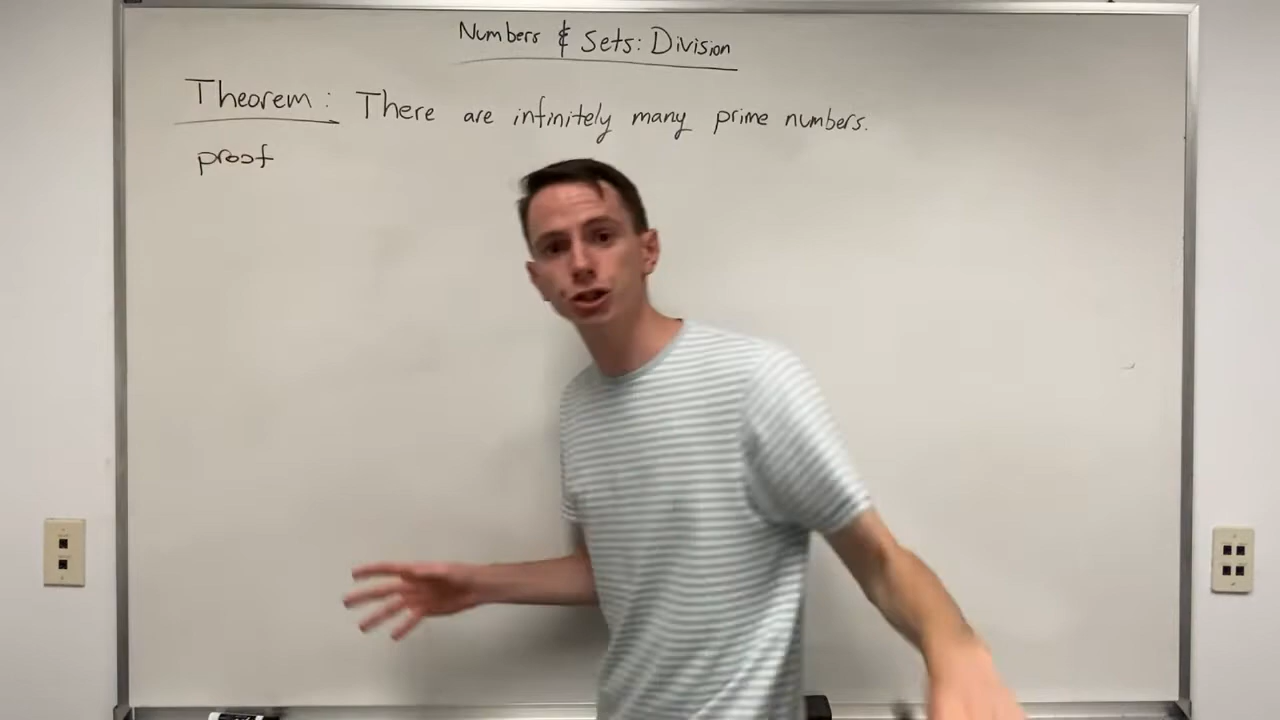 Numbers & Sets: Division
Theorem: There are infinitely many prime numbers.
proof